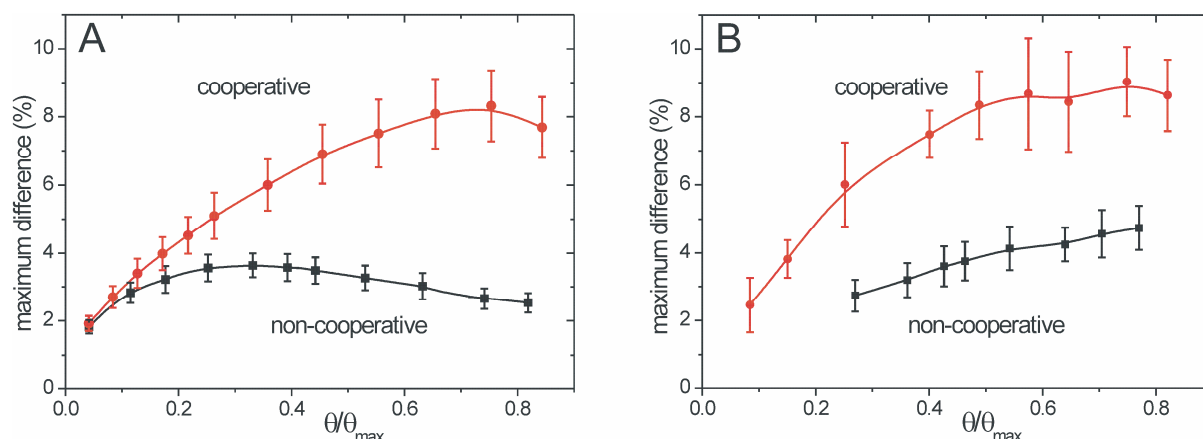 A
10
8
6
4
2
0
maximum difference (%)
cooperative
non-cooperative
0.0
0.2
0.4
0.6
0.8
θ/θmax
B
10
8
6
4
2
0
maximum difference (%)
cooperative
non-cooperative
0.0
0.2
0.4
0.6
0.8
θ/θmax